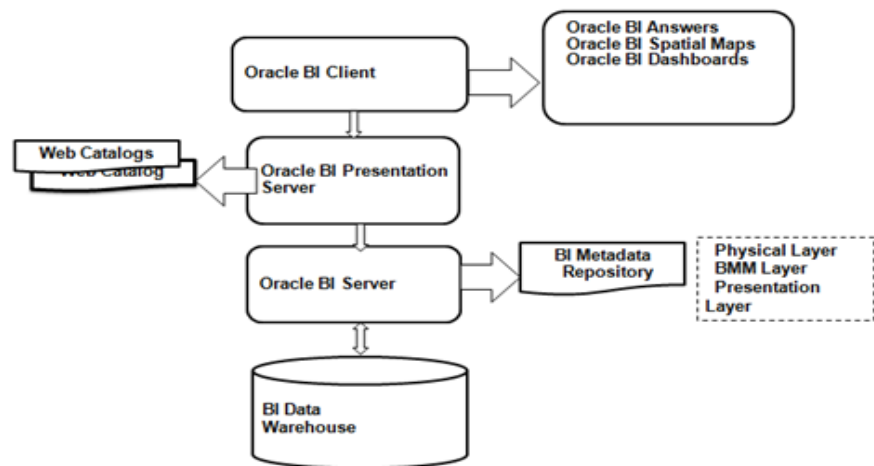 Oracle BI Answers
Oracle BI Spatial Maps
Oracle BI Dashboards
Oracle BI Client
Web Catalogs
Web Catalog
Oracle BI Presentation
Server
BI Metadata
Repository
Physical Layer
BMM Layer
Presentation
Layer
Oracle BI Server
BI Data
Warehouse